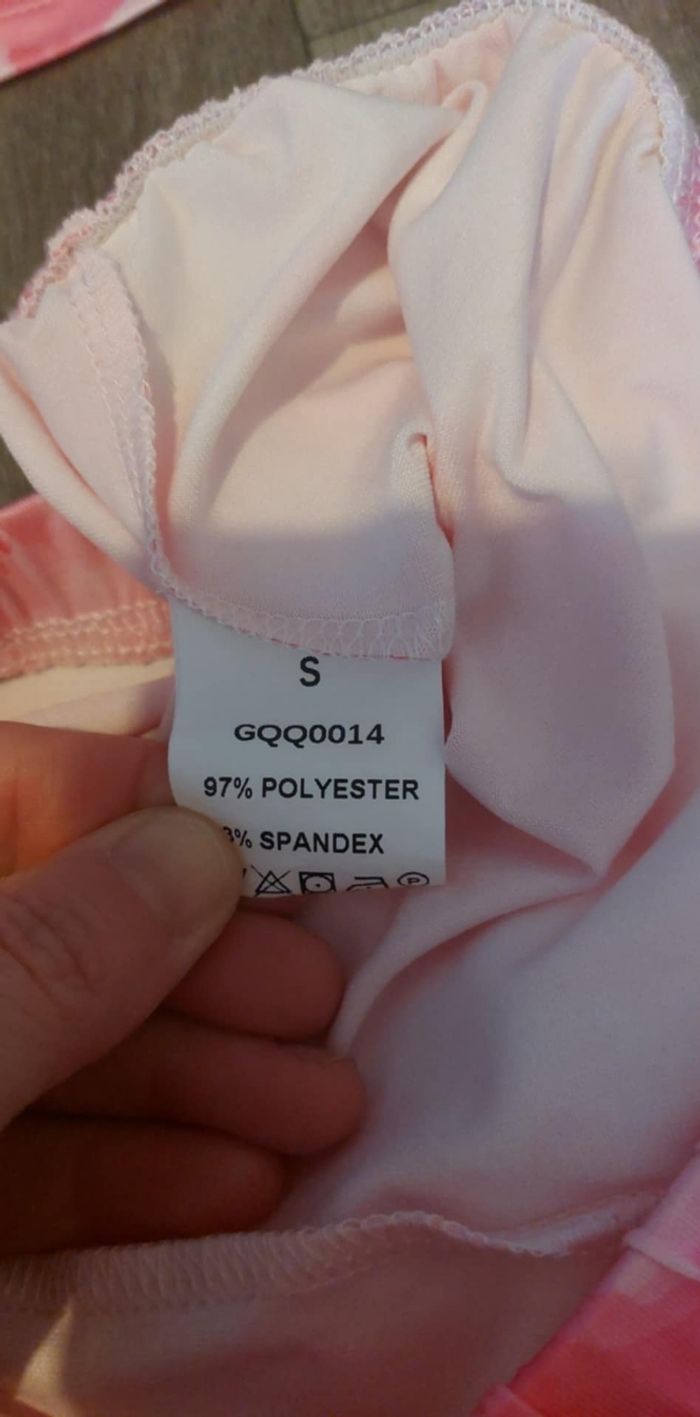 S
GQQ0014
97% POLYESTER
3% SPANDEX
P